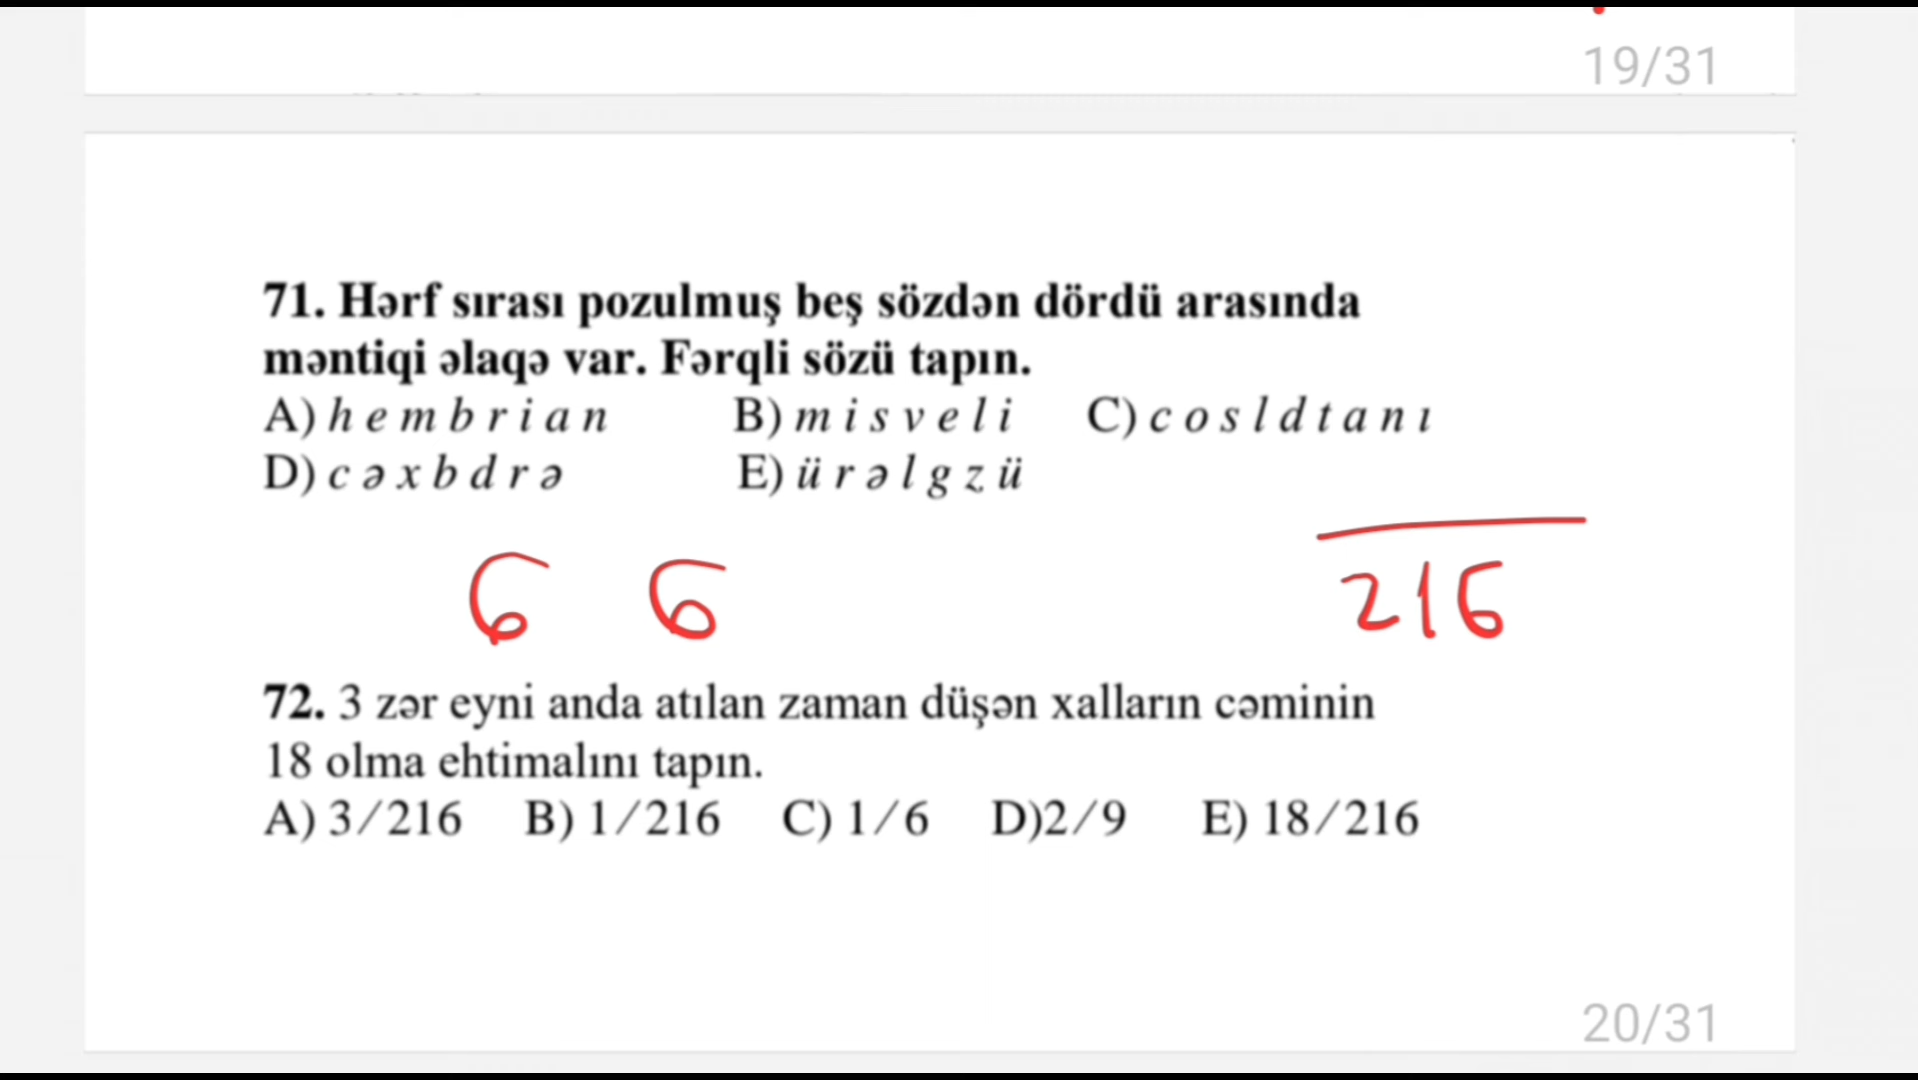 19/31
71. Hərf sırası pozulmuş beş sözdən dördü arasında
məntiqi əlaqə var. Fərqli sözü tapın.
A) h e m b r i a n B) m i s v e l i C) c o s l d t a n ı
D) c ə x b d r ə E) ü r ə l g z ü
6 6 216
72. 3 zər eyni anda atılan zaman düşən xalların cəminin
18 olma ehtimalını tapın.
A) 3/216 B) 1/216 C) 1/6 D)2/9 E) 18/216
20/31